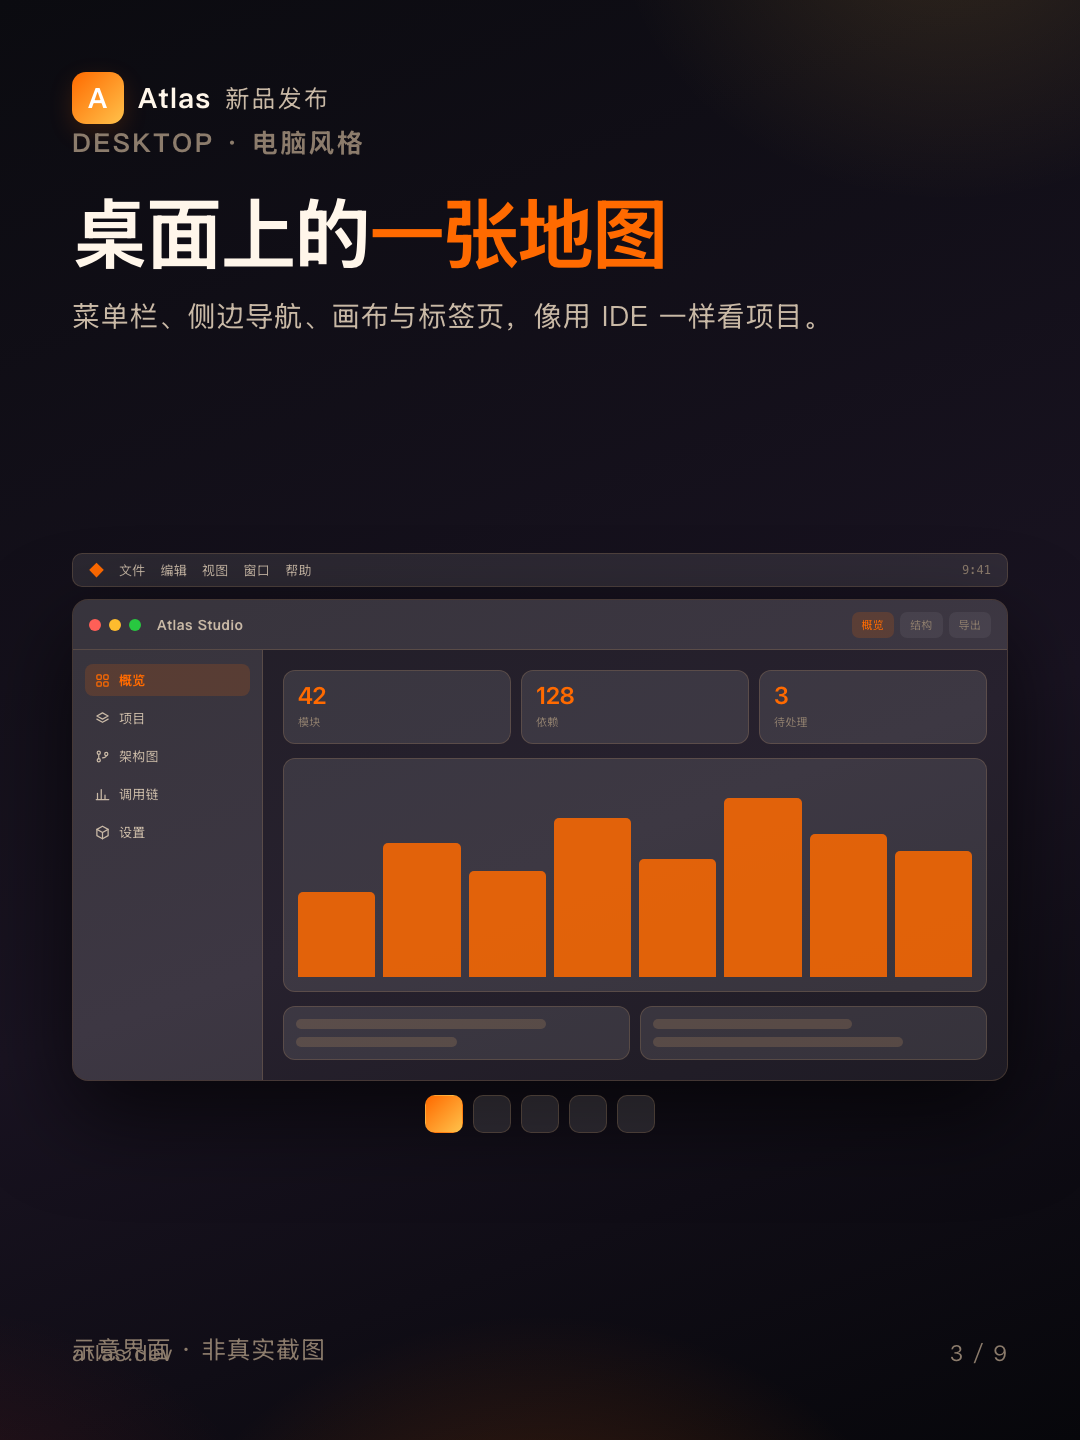 A Atlas 新品发布
DESKTOP · 电脑风格
桌面上的一张地图
菜单栏、侧边导航、画布与标签页，像用 IDE 一样看项目。
文件 编辑 视图 窗口 帮助 9:41
Atlas Studio 概览 结构 导出
概览
项目
架构图
调用链
设置
42
模块
128
依赖
3
待处理
示意界面 · 非真实截图
atlas.dev
3 / 9